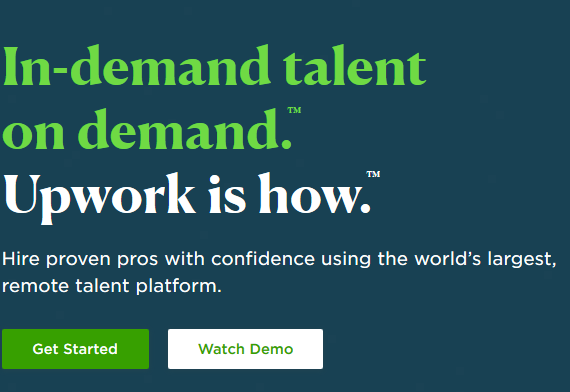 In-demand talent
on demand.™
Upwork is how.™
Hire proven pros with confidence using the world’s largest,
remote talent platform.
Get Started Watch Demo